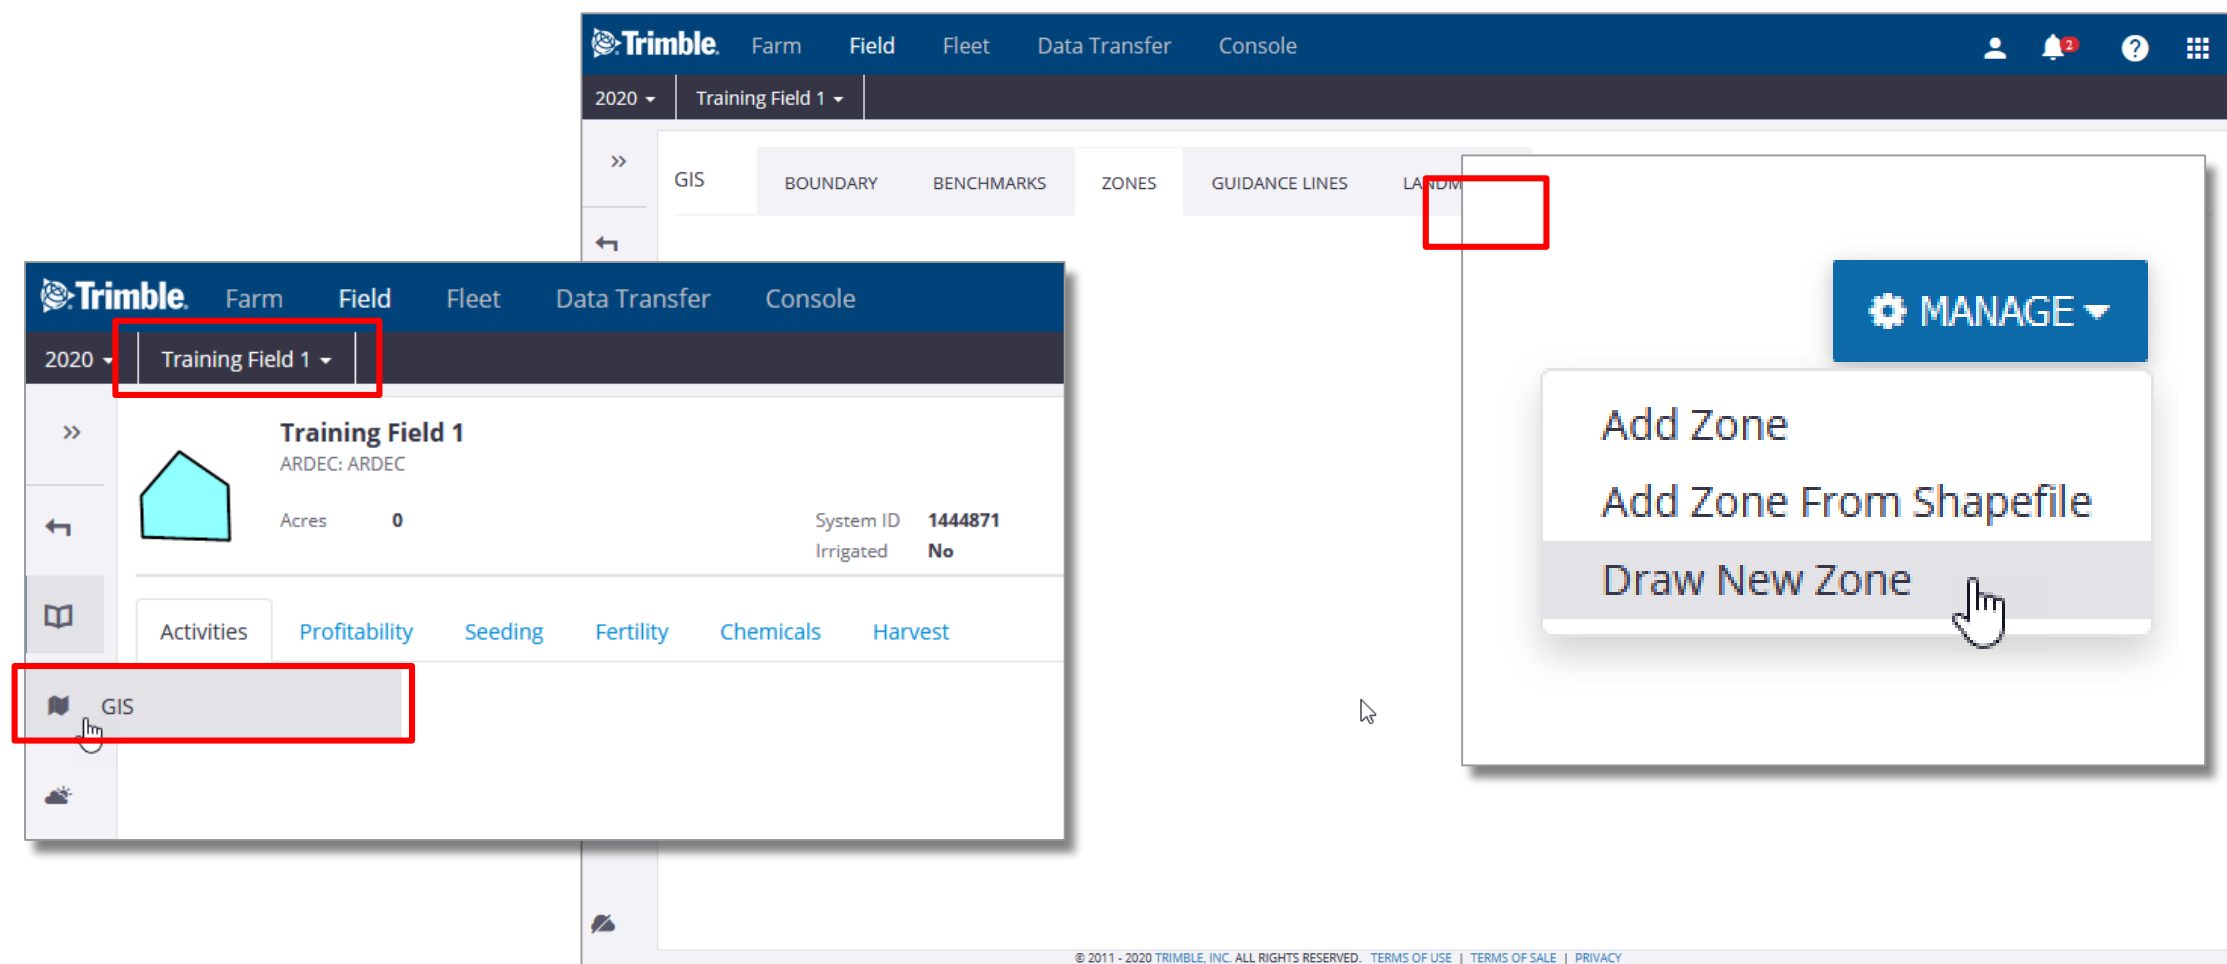 Trimble. Farm Field Fleet Data Transfer Console 2
2020 Training Field 1
GIS BOUNDARY BENCHMARKS ZONES GUIDANCE LINES LANDM
Trimble. Farm Field Fleet Data Transfer Console
2020 Training Field 1
Training Field 1
ARDEC: ARDEC
Acres 0 System ID 1444871
Irrigated No
Activities Profitability Seeding Fertility Chemicals Harvest
GIS
MANAGE
Add Zone
Add Zone From Shapefile
Draw New Zone
© 2011 - 2020 TRIMBLE, INC. ALL RIGHTS RESERVED. TERMS OF USE | TERMS OF SALE | PRIVACY